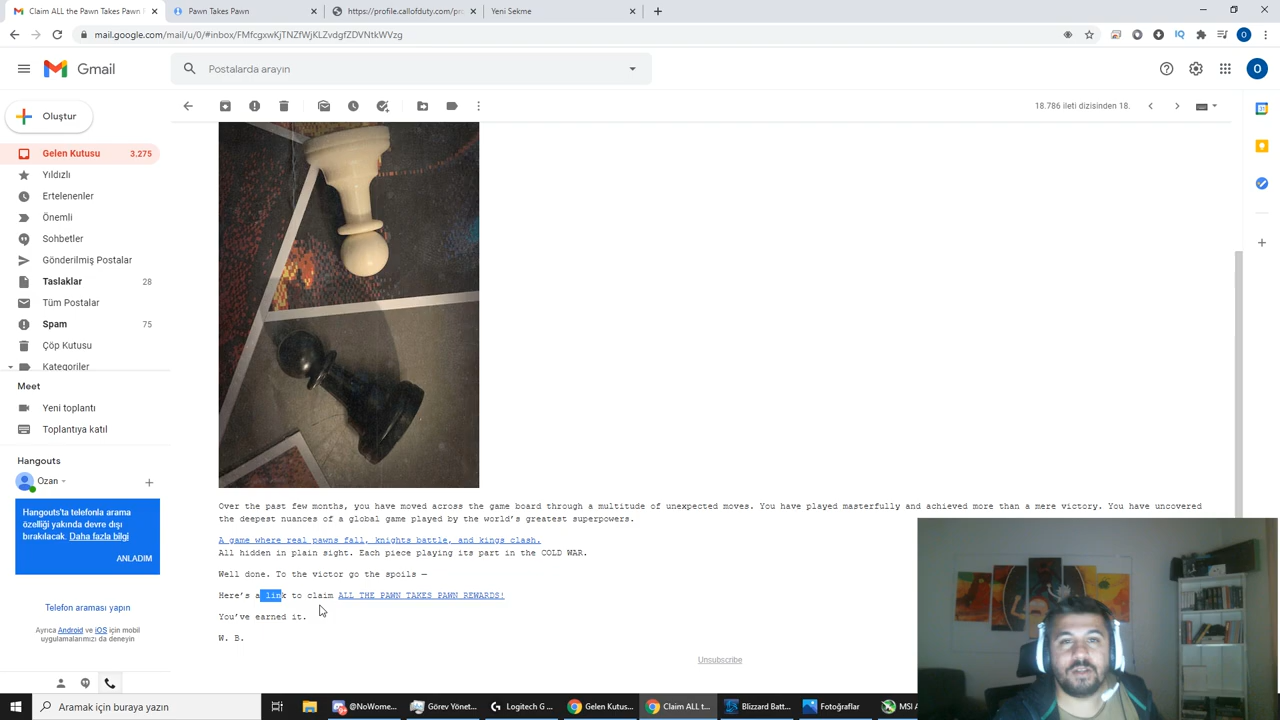 Claim ALL the Pawn Takes Pawn R
Pawn Takes Pawn
https://profile.callofduty.com/pro
Yeni Sekme
mail.google.com/mail/u/0/#inbox/FMfcgxwKjTNZfWjKLZvdgfZDVNtkWVzg
Gmail
Postalarda arayın
Oluştur
18.786 ileti dizisinden 18.
Gelen Kutusu 3.275
Yıldızlı
Ertelenenler
Önemli
Sohbetler
Gönderilmiş Postalar
Taslaklar 28
Tüm Postalar
Spam 75
Çöp Kutusu
Kategoriler
Meet
Yeni toplantı
Toplantıya katıl
Hangouts
Ozan
Hangouts'ta telefonla arama
özelliği yakında devre dışı
bırakılacak. Daha fazla bilgi
ANLADIM
Telefon araması yapın
Ayrıca Android ve iOS için mobil
uygulamalarımızı da deneyin
Over the past few months, you have moved across the game board through a multitude of unexpected moves. You have played masterfully and achieved more than a mere victory. You have uncovered
the deepest nuances of a global game played by the world's greatest superpowers.
A game where real pawns fall, knights battle, and kings clash.
All hidden in plain sight. Each piece playing its part in the COLD WAR.
Well done. To the victor go the spoils —
Here's a link to claim ALL THE PAWN TAKES PAWN REWARDS!
You've earned it.
W. B.
Unsubscribe
Aramak için buraya yazın
@NoWome...
Görev Yönet...
Logitech G ...
Gelen Kutus...
Claim ALL t...
Blizzard Batt...
Fotoğraflar
MSI A